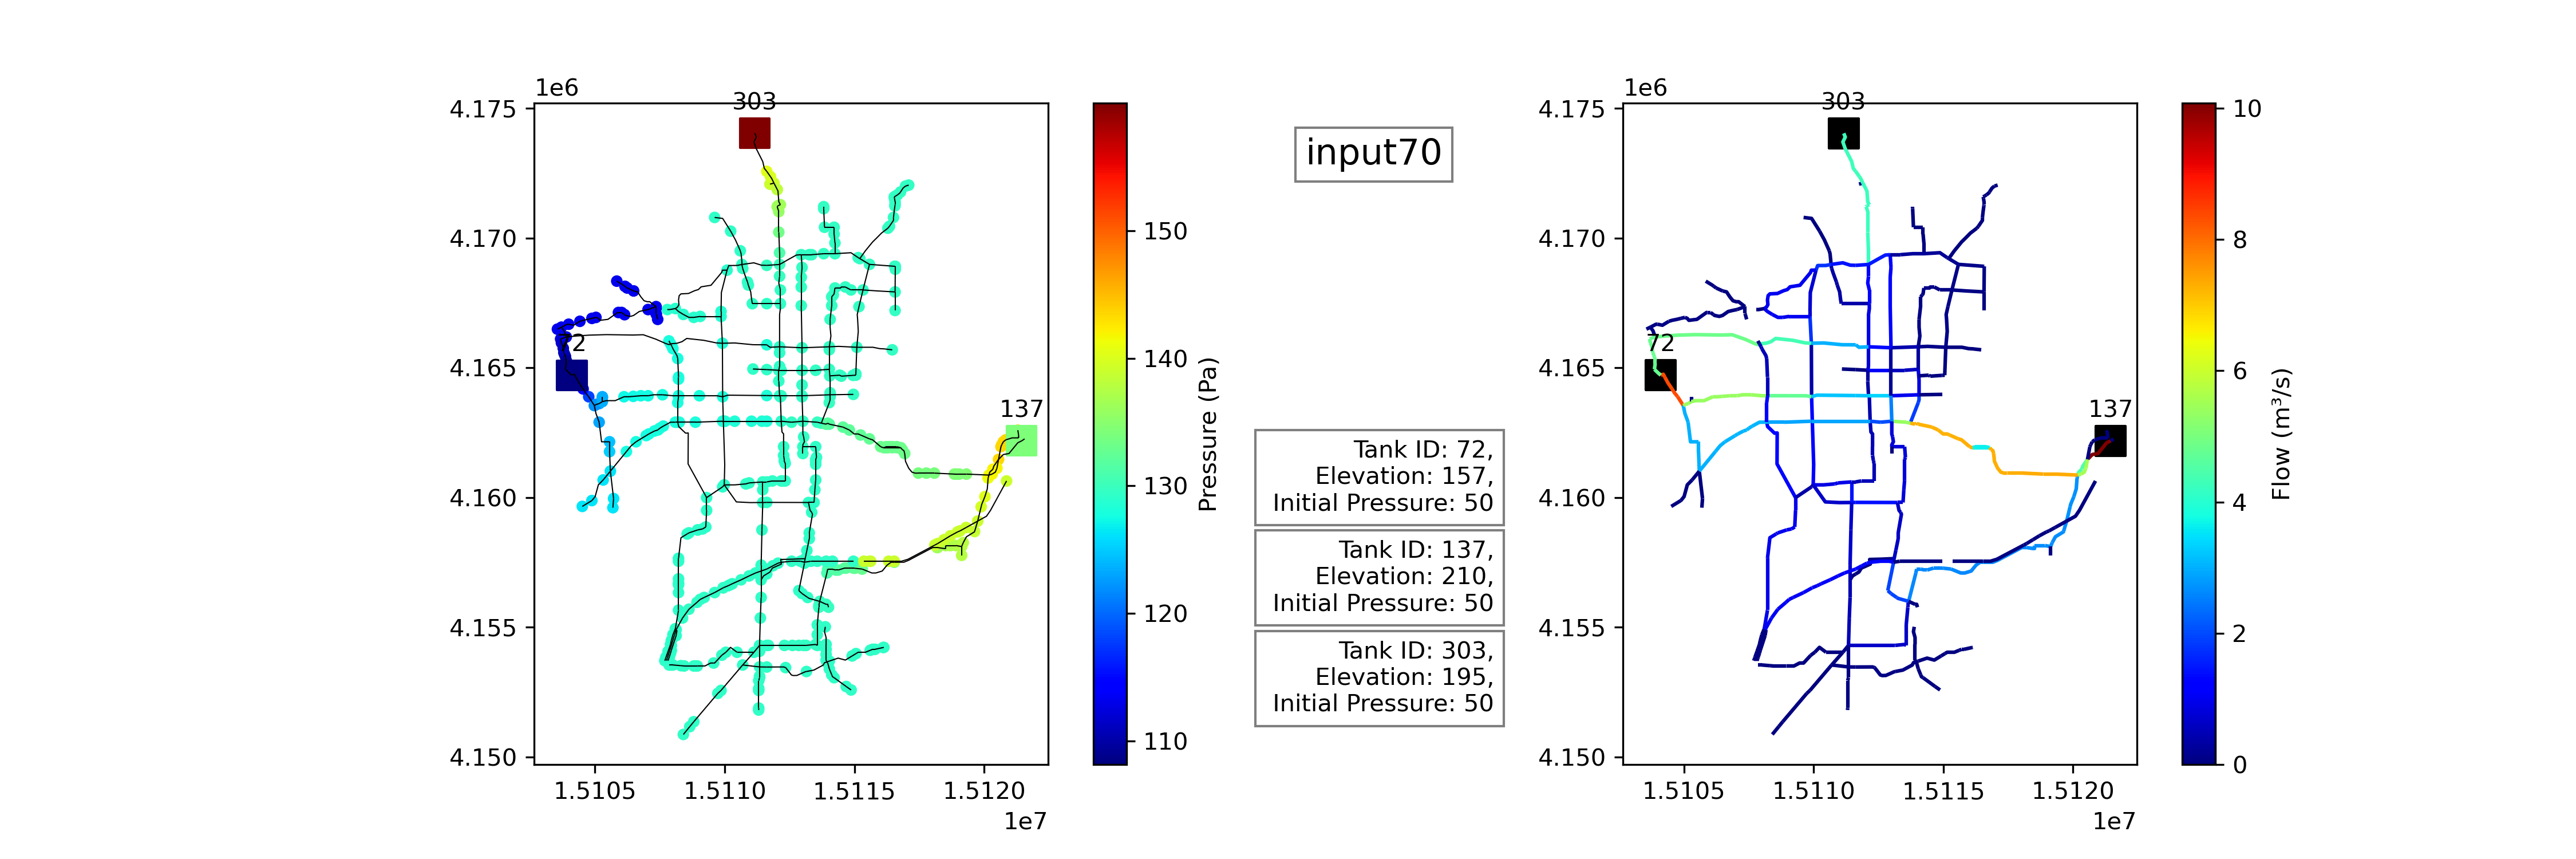 1e6
303
4.175
4.170
4.165
4.160
4.155
4.150
2
137
1.5105
1.5110
1.5115
1.5120
1e7
150
140
130
120
110
Pressure (Pa)
input70
Tank ID: 72,
Elevation: 157,
Initial Pressure: 50
Tank ID: 137,
Elevation: 210,
Initial Pressure: 50
Tank ID: 303,
Elevation: 195,
Initial Pressure: 50
1e6
303
4.175
4.170
4.165
4.160
4.155
4.150
72
137
1.5105
1.5110
1.5115
1.5120
1e7
10
8
6
4
2
0
Flow (m³/s)